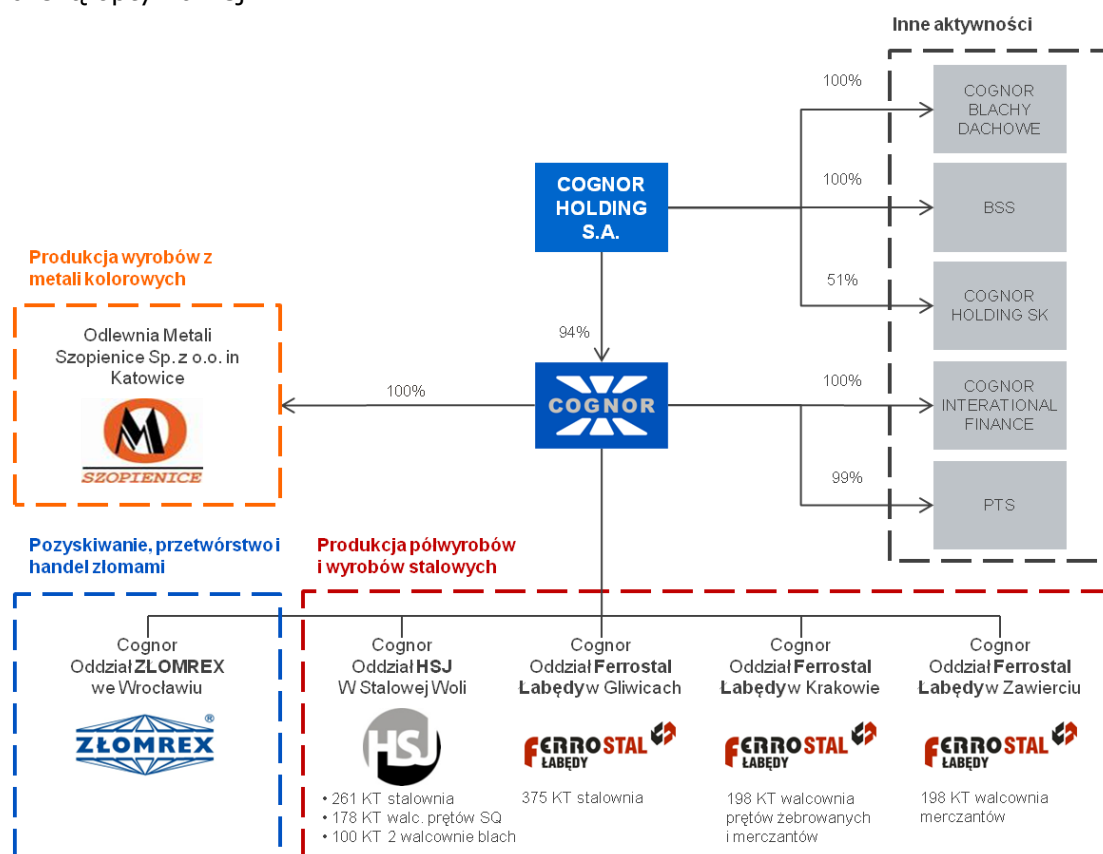 Inne aktywności
100%
COGNOR
BLACHY
DACHOWE
COGNOR
HOLDING
S.A.
100%
BSS
51%
COGNOR
HOLDING SK
Produkcja wyrobów z
metali kolorowych
Odlewnia Metali
Szopienice Sp. z o.o. in
Katowice
SZOPIENICE
94%
100%
COGNOR
100%
COGNOR
INTERATIONAL
FINANCE
99%
PTS
Pozyskiwanie, przetwórstwo i
handel zlomami
Produkcja pólwyrobów
i wyrobów stalowych
Cognor
Oddział ZŁOMREX
we Wrocławiu
ZŁOMREX
®
Cognor
Oddział HSJ
W Stalowej Woli
HSJ
• 261 KT stalownia
• 178 KT walc. prętów SQ
• 100 KT 2 walcownie blach
Cognor
Oddział Ferrostal
Łabędy w Gliwicach
FERROSTAL
ŁABĘDY
375 KT stalownia
Cognor
Oddział Ferrostal
Łabędy w Krakowie
FERROSTAL
ŁABĘDY
198 KT walcownia
prętów żebrowanych
i merczantów
Cognor
Oddział Ferrostal
Łabędy w Zawierciu
FERROSTAL
ŁABĘDY
198 KT walcownia
merczantów